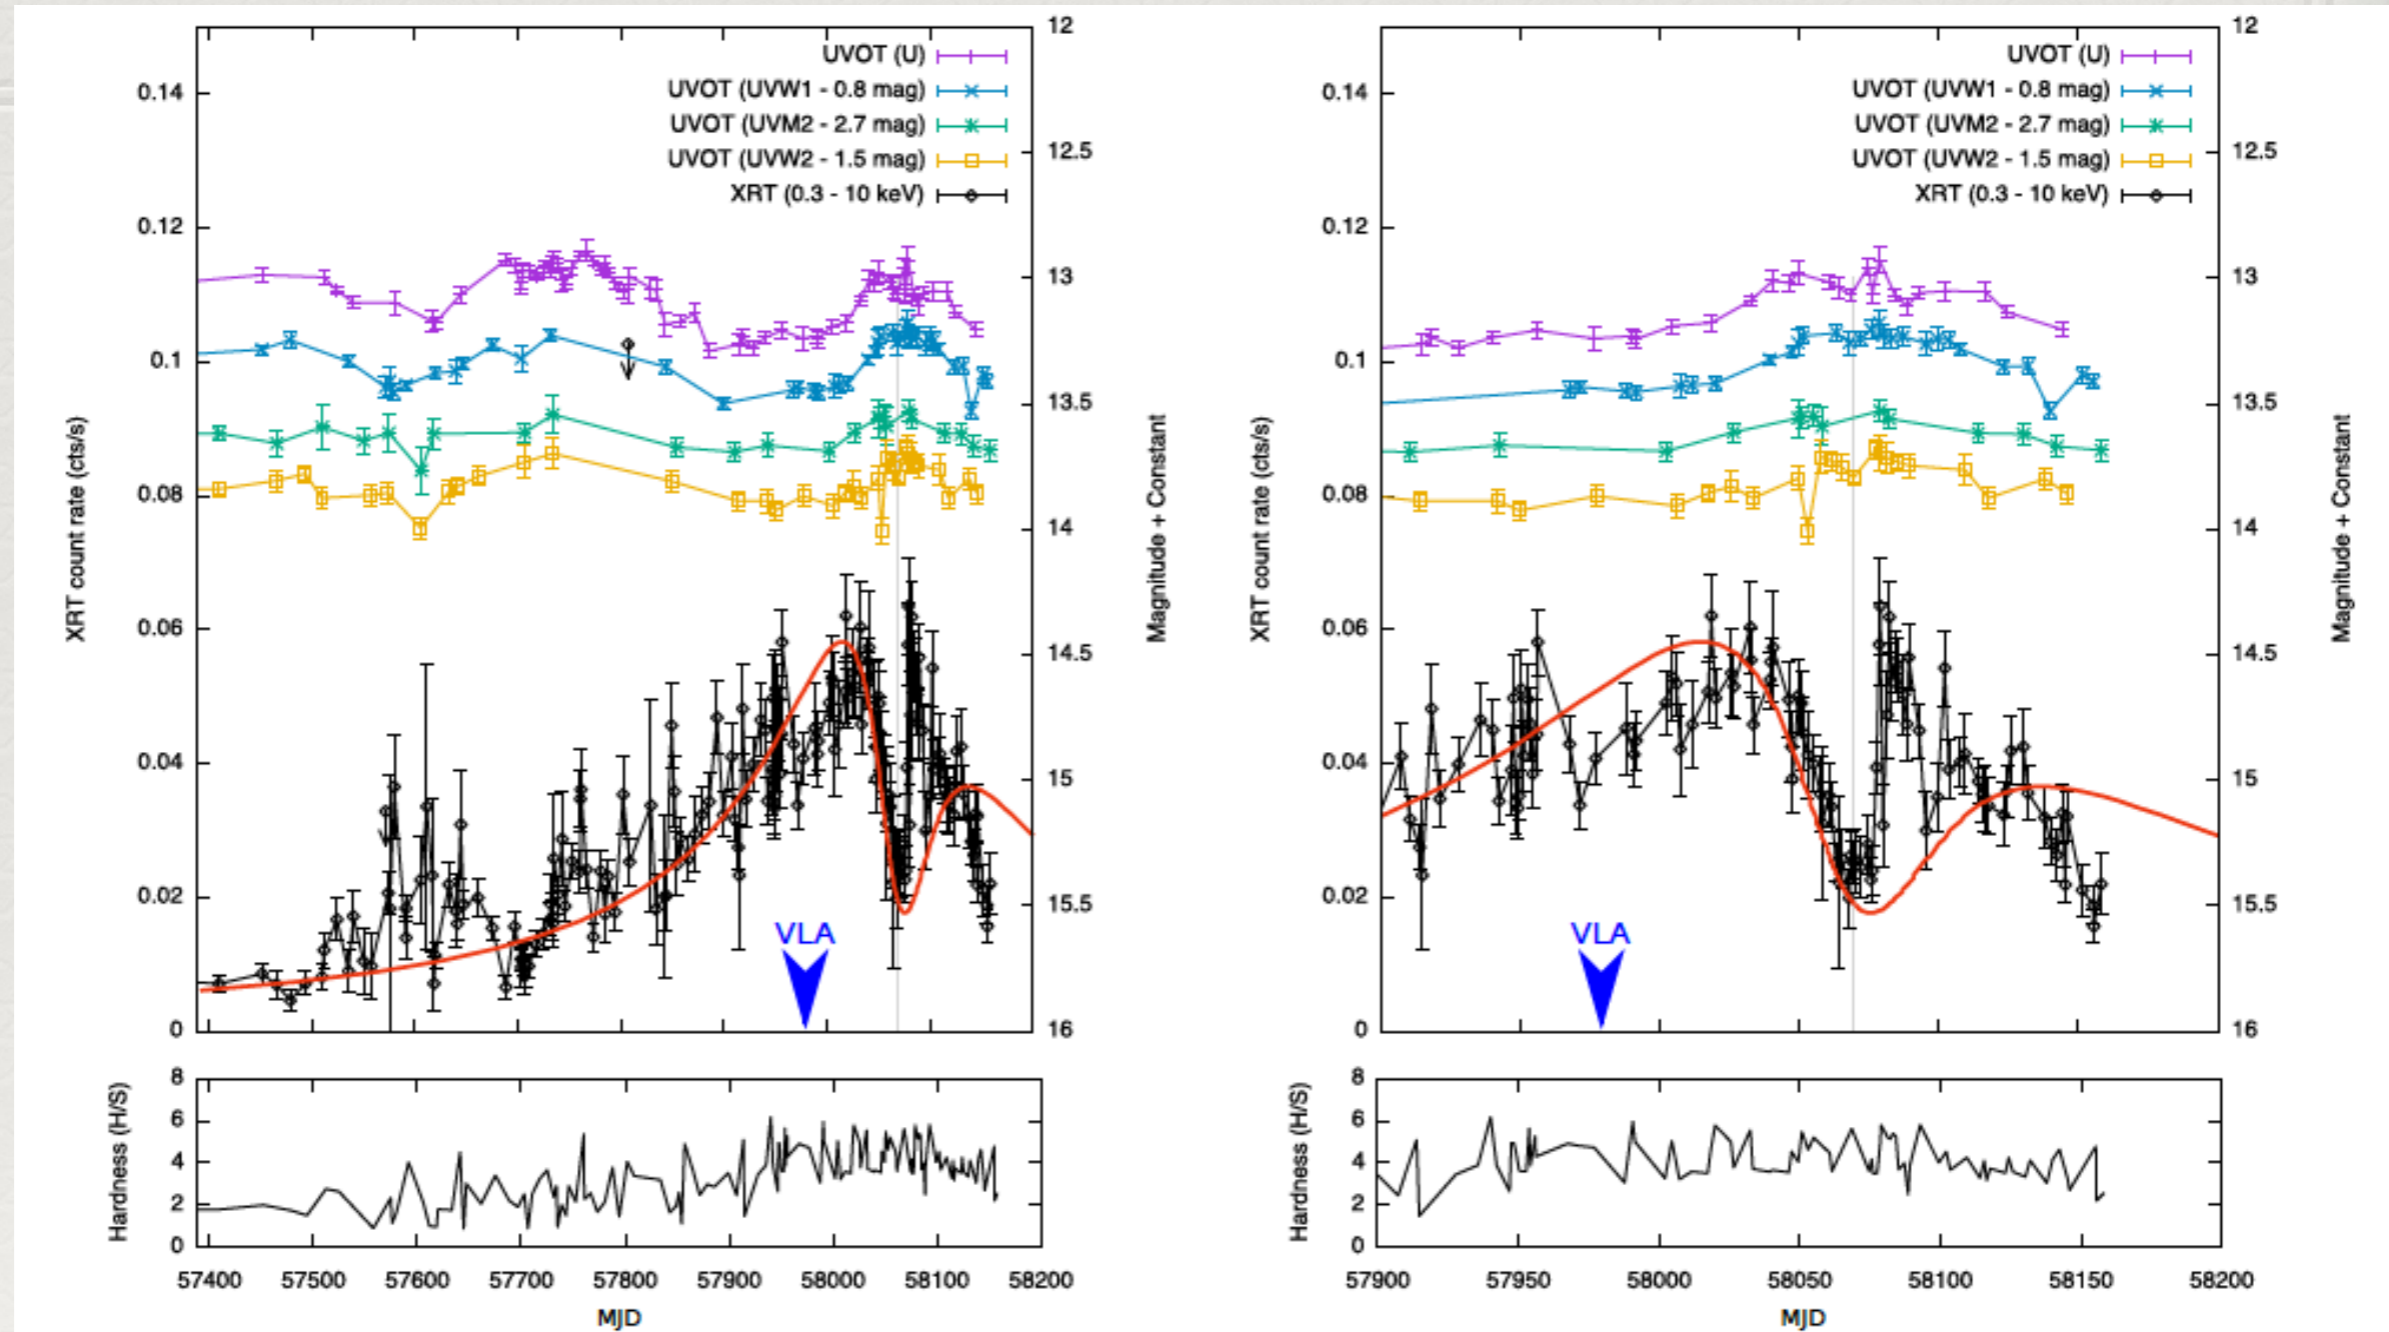 UVOT (U)
UVOT (UVW1 - 0.8 mag)
UVOT (UVM2 - 2.7 mag)
UVOT (UVW2 - 1.5 mag)
XRT (0.3 - 10 keV)
0.14
0.12
0.1
0.08
0.06
0.04
0.02
0
XRT count rate (cts/s)
12
12.5
13
13.5
14
14.5
15
15.5
16
Magnitude + Constant
VLA
8
6
4
2
0
Hardness (H/S)
57400 57500 57600 57700 57800 57900 58000 58100 58200
MJD
UVOT (U)
UVOT (UVW1 - 0.8 mag)
UVOT (UVM2 - 2.7 mag)
UVOT (UVW2 - 1.5 mag)
XRT (0.3 - 10 keV)
0.14
0.12
0.1
0.08
0.06
0.04
0.02
0
XRT count rate (cts/s)
12
12.5
13
13.5
14
14.5
15
15.5
16
Magnitude + Constant
VLA
8
6
4
2
0
Hardness (H/S)
57900 57950 58000 58050 58100 58150 58200
MJD